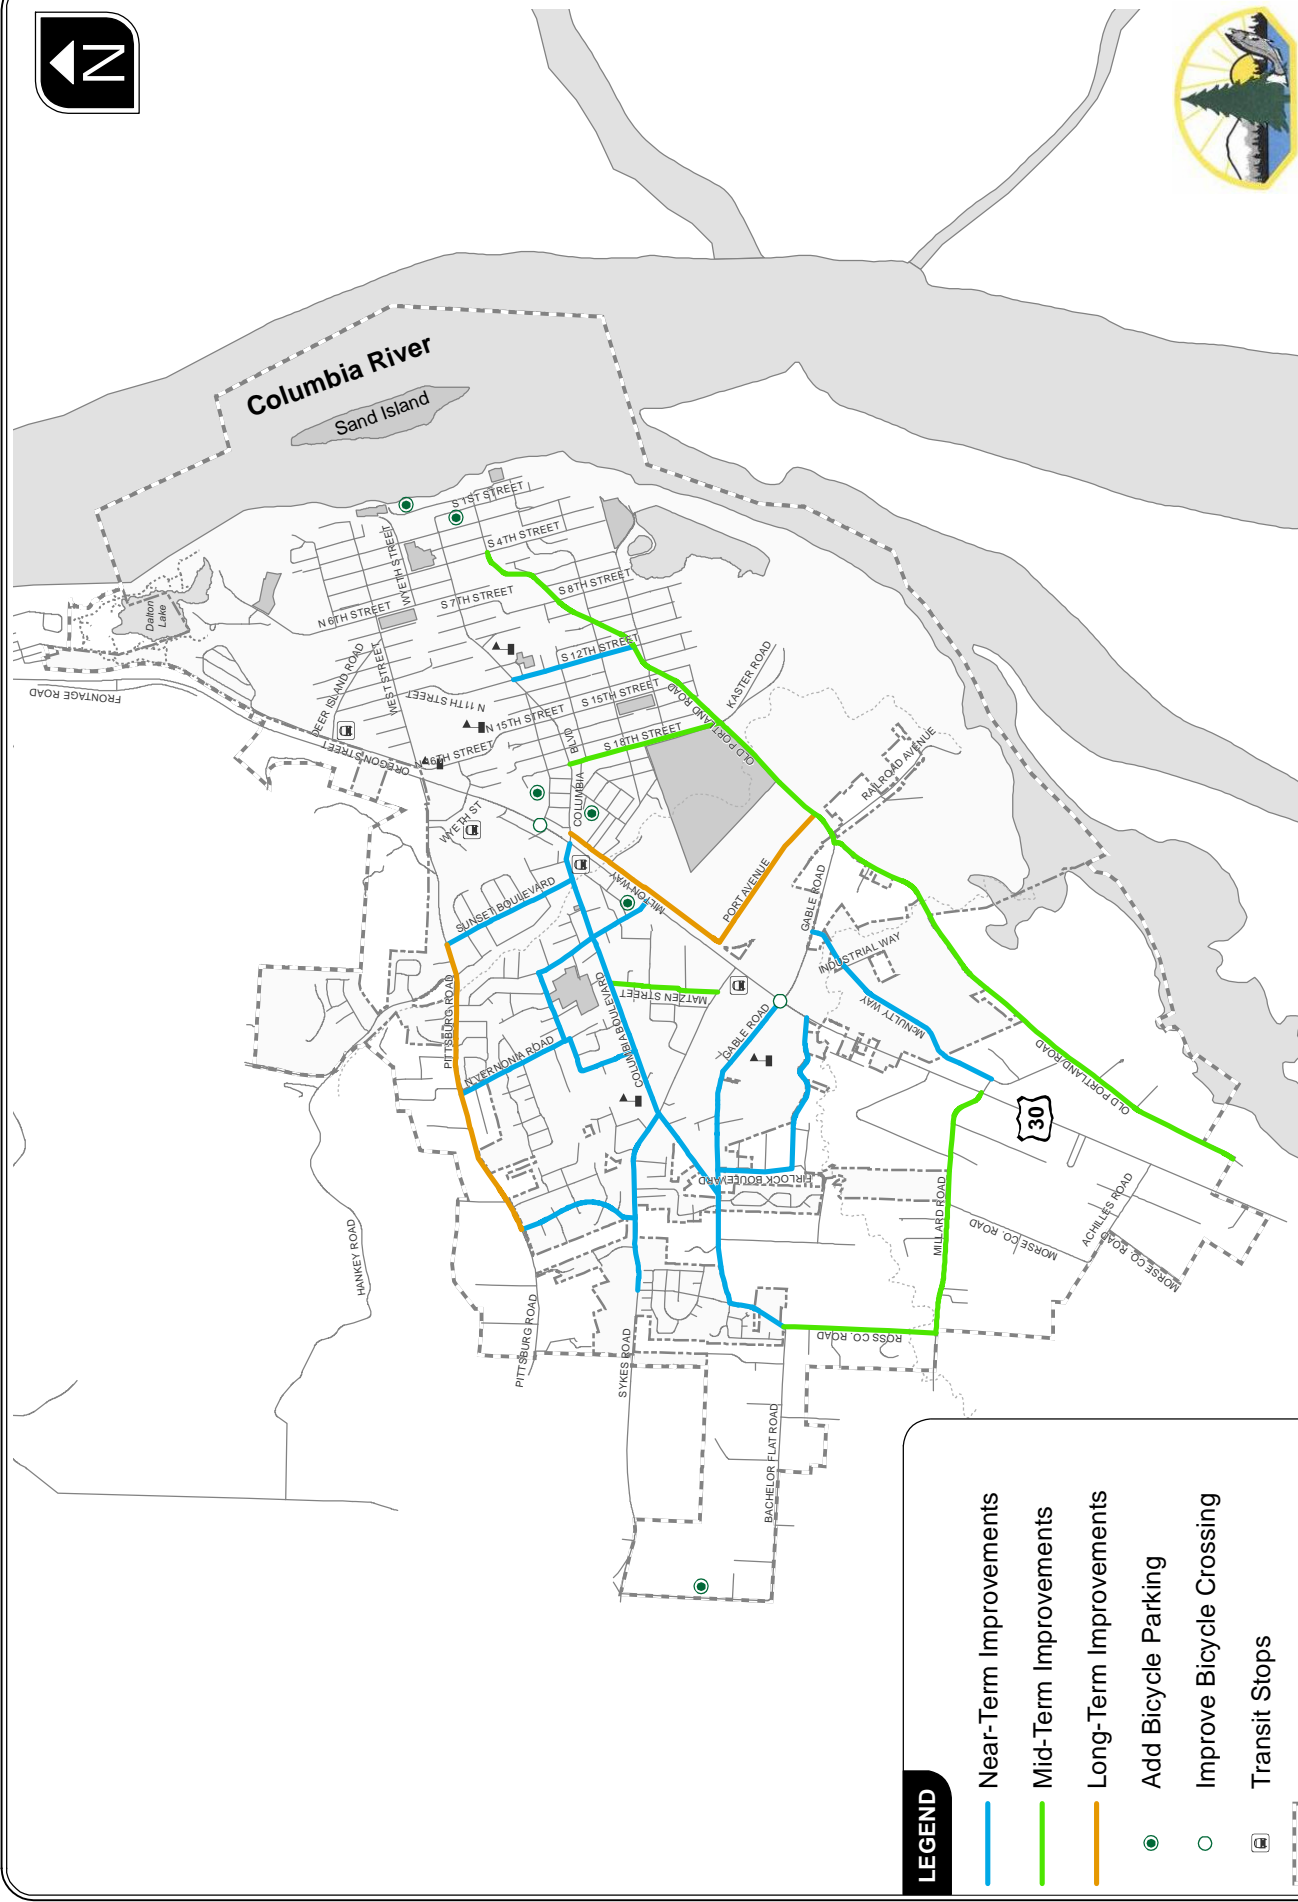 N
Columbia River
Sand Island
Dalton
Lake
FRONTAGE ROAD
DEER ISLAND ROAD
OREGON STREET
WEST STREET
WYETH STREET
N 6TH STREET
N 11TH STREET
N 15TH STREET
N 16TH STREET
S 1ST STREET
S 4TH STREET
S 7TH STREET
S 8TH STREET
S 12TH STREET
S 15TH STREET
S 18TH STREET
WYETH ST
COLUMBIA
BLVD
KASTER ROAD
OLD PORTLAND ROAD
OLD PORTLAND ROAD
OLD PORTLAND ROAD
RAILROAD AVENUE
SUNSET BOULEVARD
MILTON WAY
PORT AVENUE
GABLE ROAD
GABLE ROAD
INDUSTRIAL WAY
McNULTY WAY
PITTSBURG ROAD
N VERNONIA ROAD
COLUMBIA BOULEVARD
MATZEN STREET
FIRLOCK BOULEVARD
HANKEY ROAD
PITTSBURG ROAD
SYKES ROAD
BACHELOR FLAT ROAD
ROSS CO. ROAD
MILLARD ROAD
MORSE CO. ROAD
ACHILLES ROAD
MORSE CO. ROAD
30
LEGEND
Near-Term Improvements
Mid-Term Improvements
Long-Term Improvements
Add Bicycle Parking
Improve Bicycle Crossing
Transit Stops